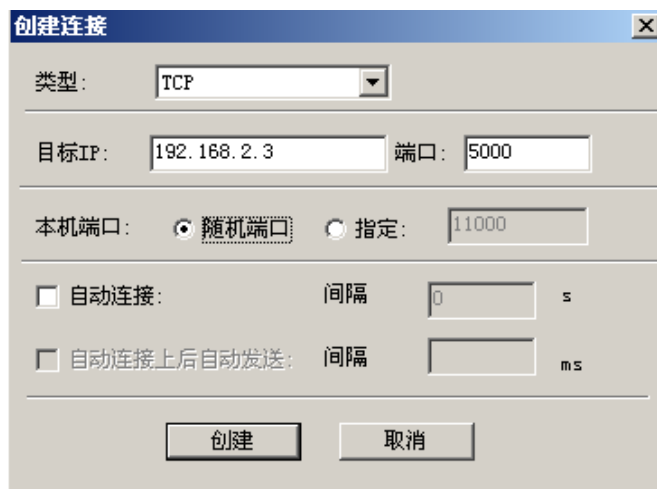 创建连接
类型: TCP
目标IP: 192.168.2.3 端口: 5000
本机端口: 随机端口 指定: 11000
自动连接: 间隔 0 s
自动连接上后自动发送: 间隔 ms
创建 取消